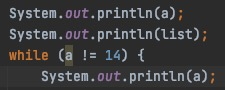 System.out.println(a);
System.out.println(list);
while (a != 14) {
    System.out.println(a);